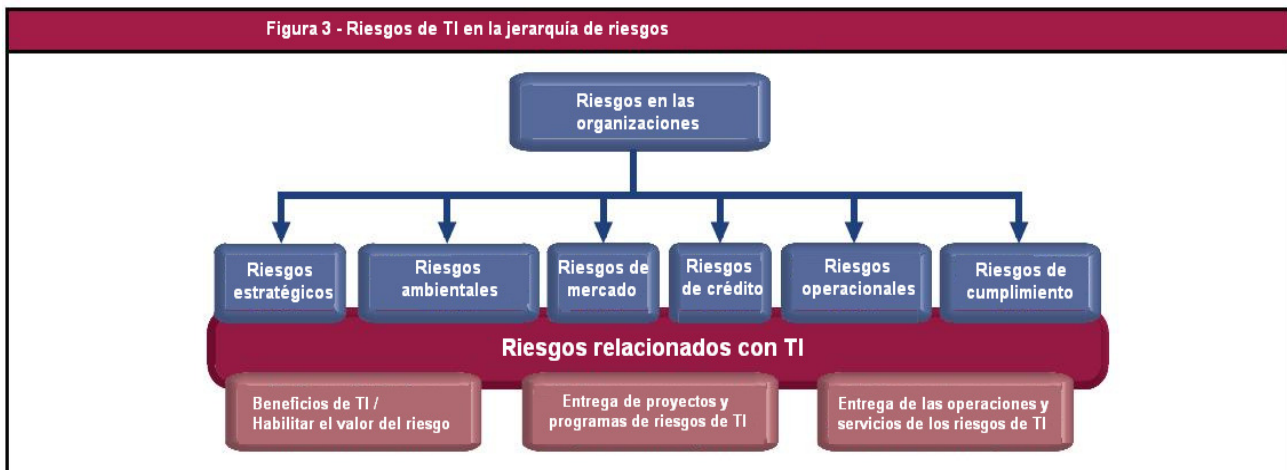 Figura 3 - Riesgos de TI en la jerarquía de riesgos
Riesgos en las
organizaciones
Riesgos
estratégicos
Riesgos
ambientales
Riesgos de
mercado
Riesgos
de crédito
Riesgos
operacionales
Riesgos de
cumplimiento
Riesgos relacionados con TI
Beneficios de TI /
Habilitar el valor del riesgo
Entrega de proyectos y
programas de riesgos de TI
Entrega de las operaciones y
servicios de los riesgos de TI